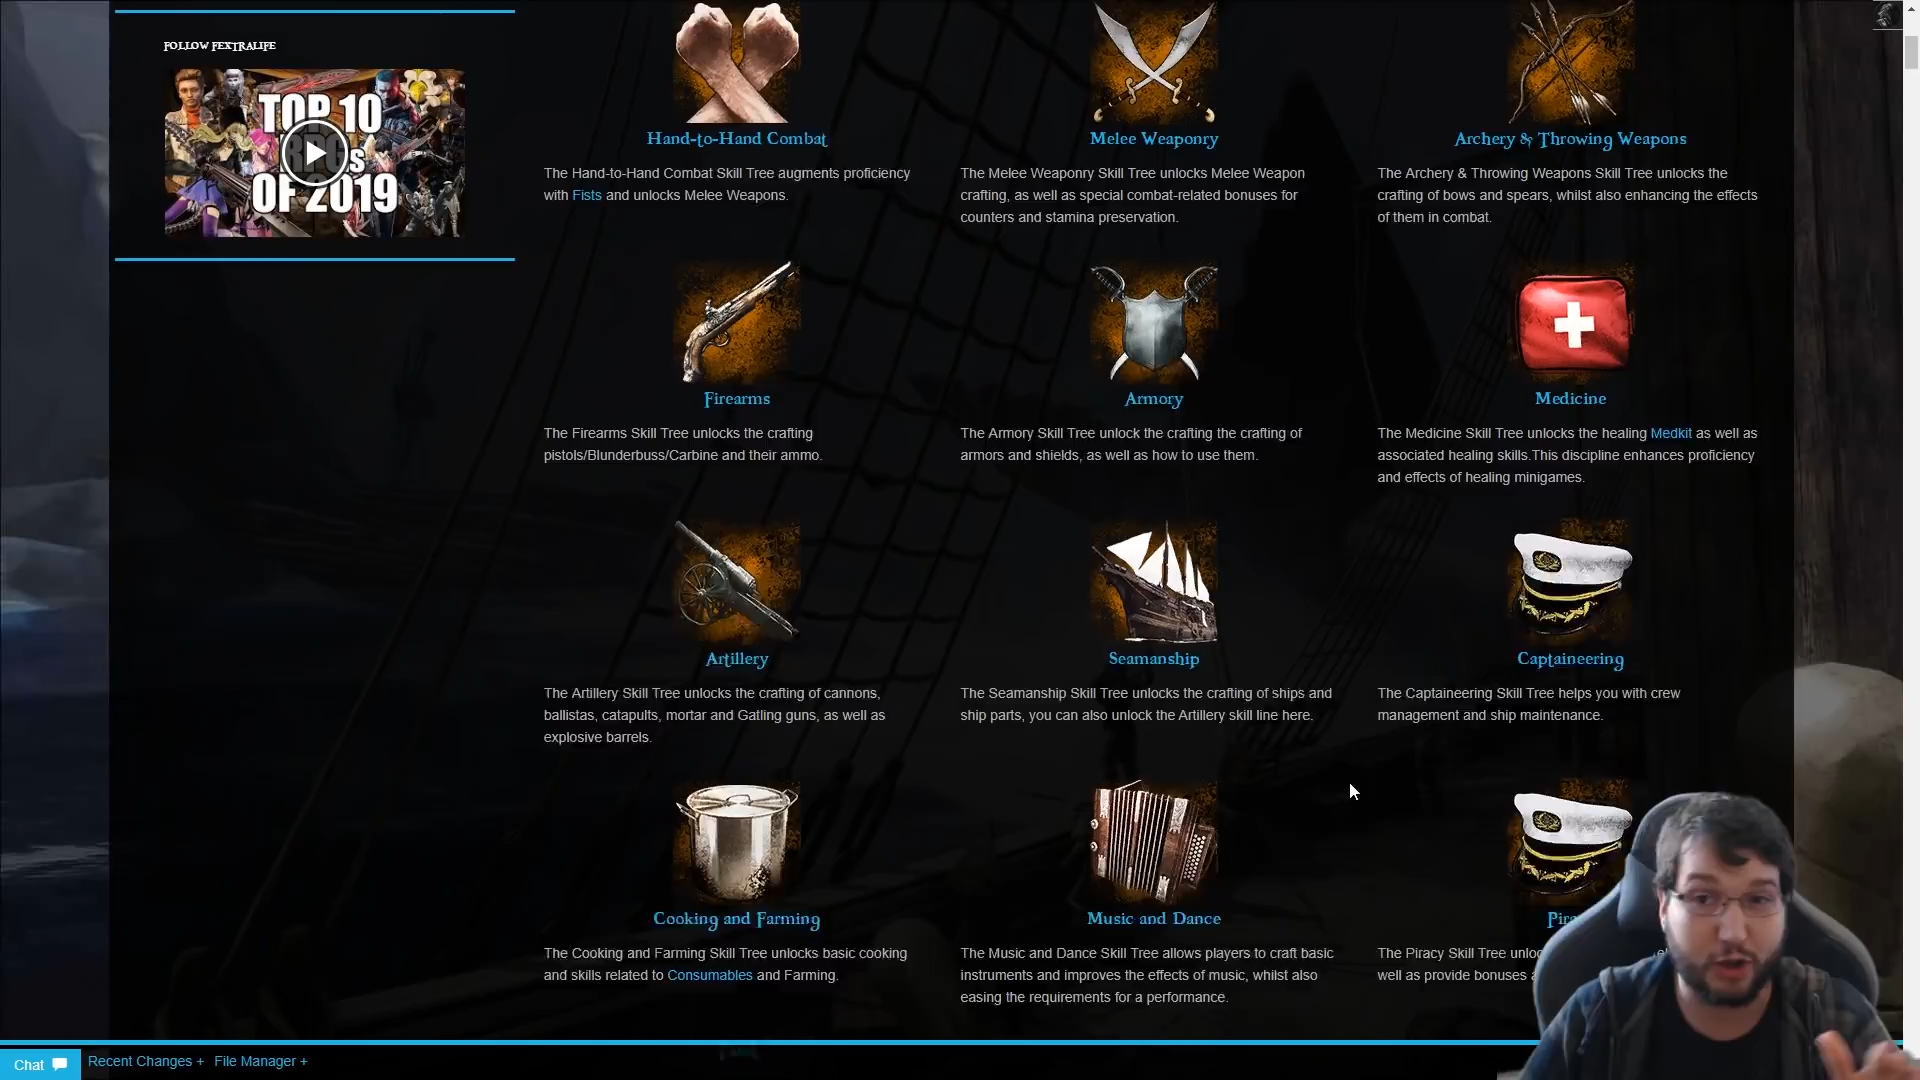 FOLLOW FEXTRALIFE
TOP 10
RPGs
OF 2019
Hand-to-Hand Combat
The Hand-to-Hand Combat Skill Tree augments proficiency
with Fists and unlocks Melee Weapons.
Melee Weaponry
The Melee Weaponry Skill Tree unlocks Melee Weapon
crafting, as well as special combat-related bonuses for
counters and stamina preservation.
Archery & Throwing Weapons
The Archery & Throwing Weapons Skill Tree unlocks the
crafting of bows and spears, whilst also enhancing the effects
of them in combat.
Firearms
The Firearms Skill Tree unlocks the crafting
pistols/Blunderbuss/Carbine and their ammo.
Armory
The Armory Skill Tree unlock the crafting the crafting of
armors and shields, as well as how to use them.
Medicine
The Medicine Skill Tree unlocks the healing Medkit as well as
associated healing skills.This discipline enhances proficiency
and effects of healing minigames.
Artillery
The Artillery Skill Tree unlocks the crafting of cannons,
ballistas, catapults, mortar and Gatling guns, as well as
explosive barrels.
Seamanship
The Seamanship Skill Tree unlocks the crafting of ships and
ship parts, you can also unlock the Artillery skill line here.
Captaineering
The Captaineering Skill Tree helps you with crew
management and ship maintenance.
Cooking and Farming
The Cooking and Farming Skill Tree unlocks basic cooking
and skills related to Consumables and Farming.
Music and Dance
The Music and Dance Skill Tree allows players to craft basic
instruments and improves the effects of music, whilst also
easing the requirements for a performance.
The Piracy Skill Tree
well as provide bonuses
Chat
Recent Changes + File Manager +